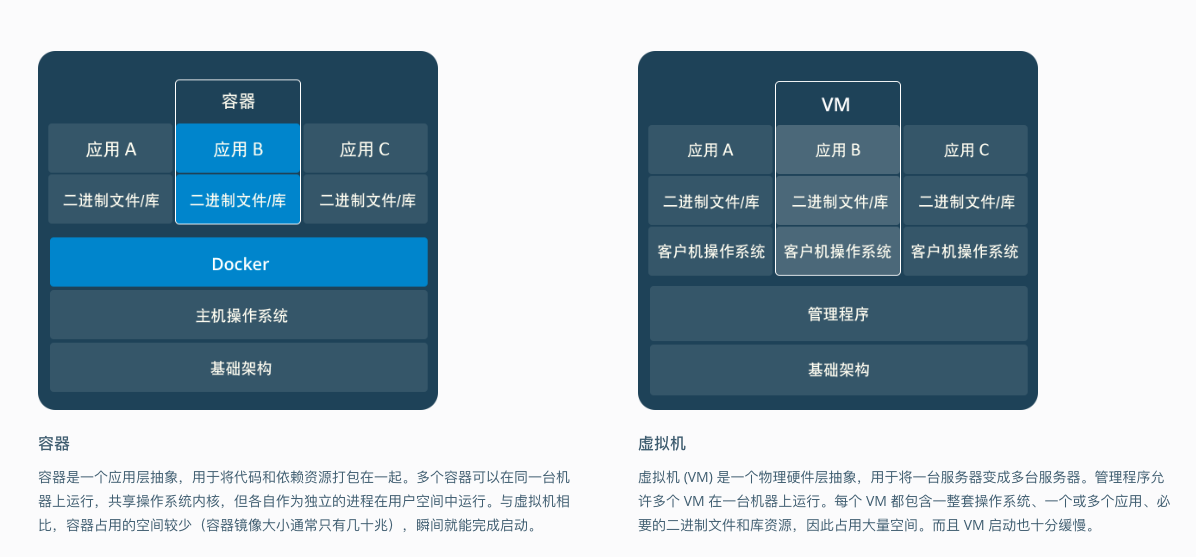 容器
应用 A
应用 B
应用 C
二进制文件/库
二进制文件/库
二进制文件/库
Docker
主机操作系统
基础架构
容器
容器是一个应用层抽象，用于将代码和依赖资源打包在一起。多个容器可以在同一台机
器上运行，共享操作系统内核，但各自作为独立的进程在用户空间中运行。与虚拟机相
比，容器占用的空间较少（容器镜像大小通常只有几十兆），瞬间就能完成启动。
VM
应用 A
应用 B
应用 C
二进制文件/库
二进制文件/库
二进制文件/库
客户机操作系统
客户机操作系统
客户机操作系统
管理程序
基础架构
虚拟机
虚拟机 (VM) 是一个物理硬件层抽象，用于将一台服务器变成多台服务器。管理程序允
许多个 VM 在一台机器上运行。每个 VM 都包含一整套操作系统、一个或多个应用、必
要的二进制文件和库资源，因此占用大量空间。而且 VM 启动也十分缓慢。